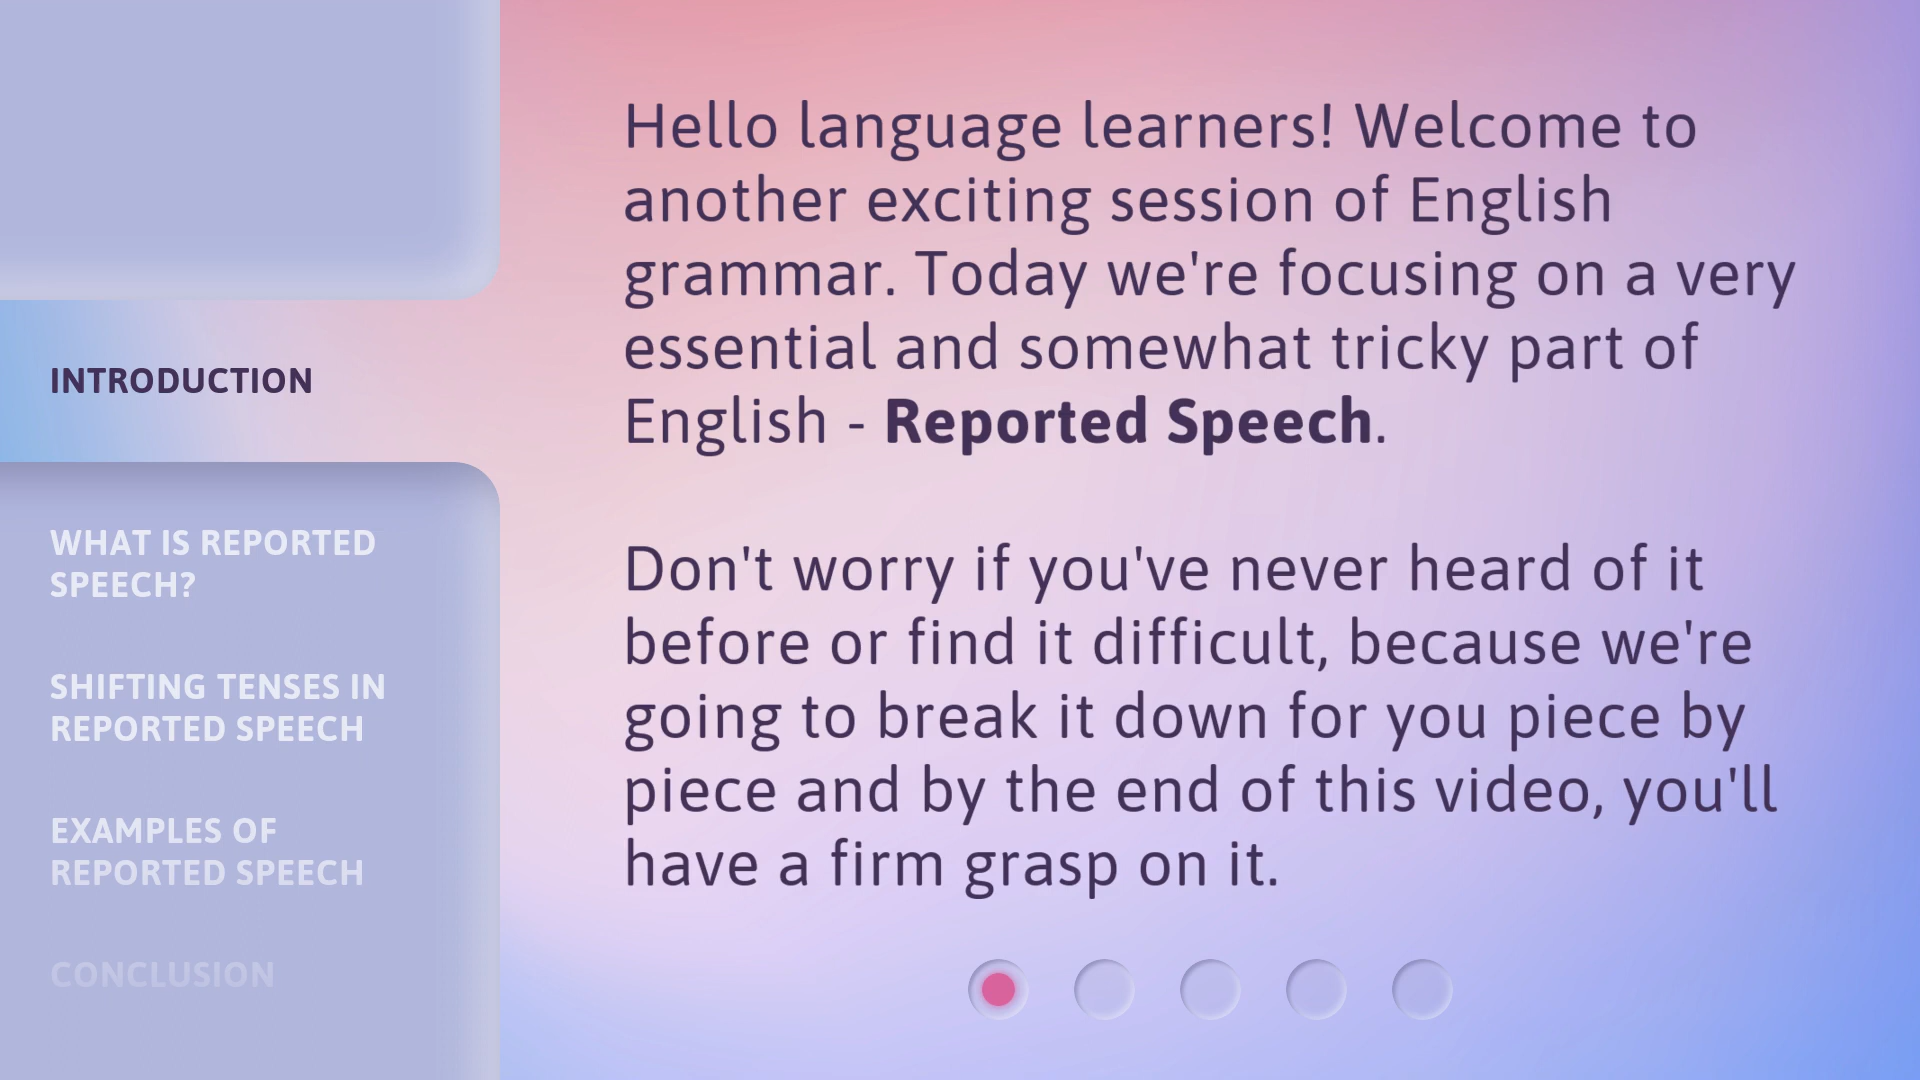 INTRODUCTION
WHAT IS REPORTED
SPEECH?
SHIFTING TENSES IN
REPORTED SPEECH
EXAMPLES OF
REPORTED SPEECH
CONCLUSION
Hello language learners! Welcome to
another exciting session of English
grammar. Today we're focusing on a very
essential and somewhat tricky part of
English - Reported Speech.
Don't worry if you've never heard of it
before or find it difficult, because we're
going to break it down for you piece by
piece and by the end of this video, you'll
have a firm grasp on it.